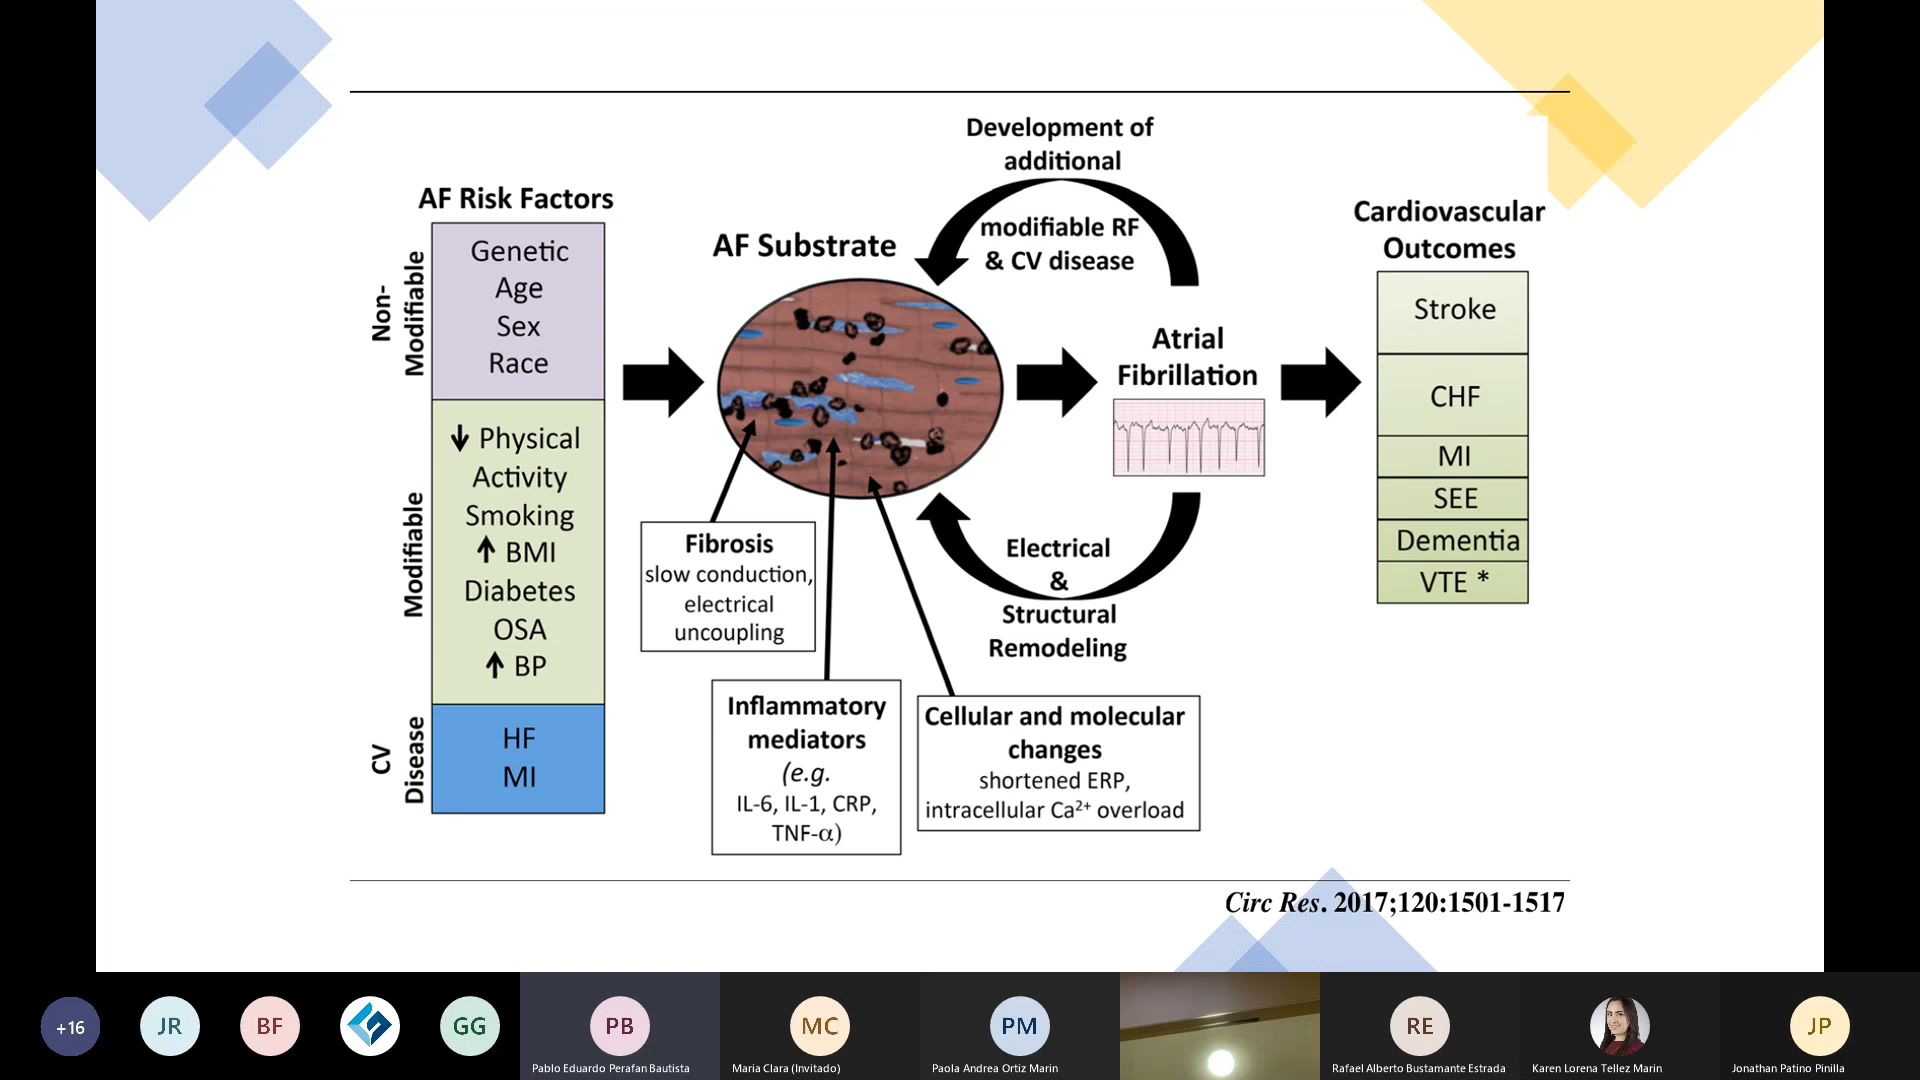 AF Risk Factors
Non-
Modifiable
Genetic
Age
Sex
Race
Modifiable
↓ Physical
Activity
Smoking
↑ BMI
Diabetes
OSA
↑ BP
CV
Disease
HF
MI
AF Substrate
Fibrosis
slow conduction,
electrical
uncoupling
Inflammatory
mediators
(e.g.
IL-6, IL-1, CRP,
TNF-α)
Cellular and molecular
changes
shortened ERP,
intracellular Ca²⁺ overload
Development of
additional
modifiable RF
& CV disease
Atrial
Fibrillation
Electrical
&
Structural
Remodeling
Cardiovascular
Outcomes
Stroke
CHF
MI
SEE
Dementia
VTE *
Circ Res. 2017;120:1501-1517
+16
JR
BF
GG
PB
Pablo Eduardo Perafan Bautista
MC
Maria Clara (Invitado)
PM
Paola Andrea Ortiz Marin
RE
Rafael Alberto Bustamante Estrada
Karen Lorena Tellez Marin
JP
Jonathan Patino Pinilla